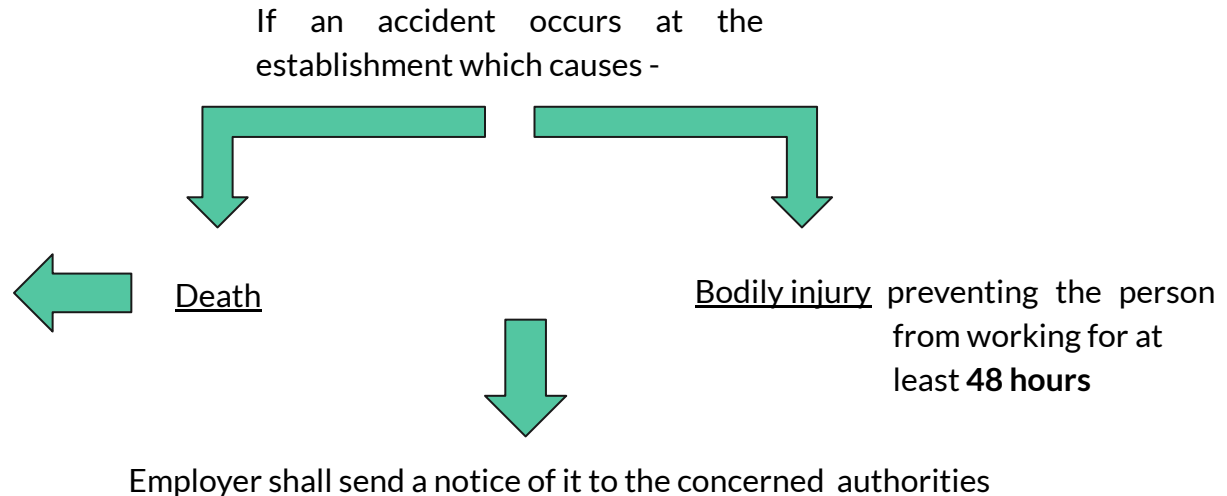 If an accident occurs at the
establishment which causes -
Death
Bodily injury preventing the person
from working for at
least 48 hours
Employer shall send a notice of it to the concerned authorities